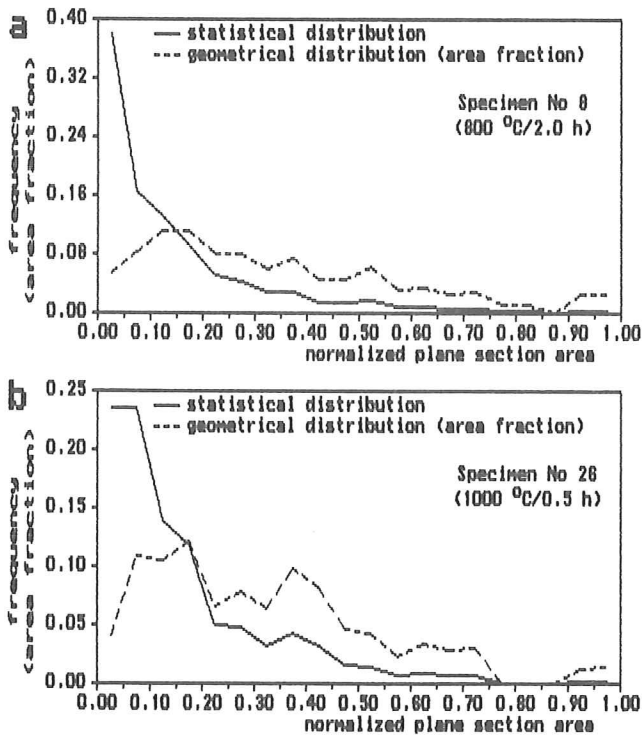 a
frequency
(area fraction)
0.40
0.32
0.24
0.16
0.08
0.00
statistical distribution
geometrical distribution (area fraction)
Specimen No 8
(800 °C/2.0 h)
0.00 0.10 0.20 0.30 0.40 0.50 0.60 0.70 0.80 0.90 1.00
normalized plane section area
b
frequency
(area fraction)
0.25
0.20
0.15
0.10
0.05
0.00
statistical distribution
geometrical distribution (area fraction)
Specimen No 26
(1000 °C/0.5 h)
0.00 0.10 0.20 0.30 0.40 0.50 0.60 0.70 0.80 0.90 1.00
normalized plane section area